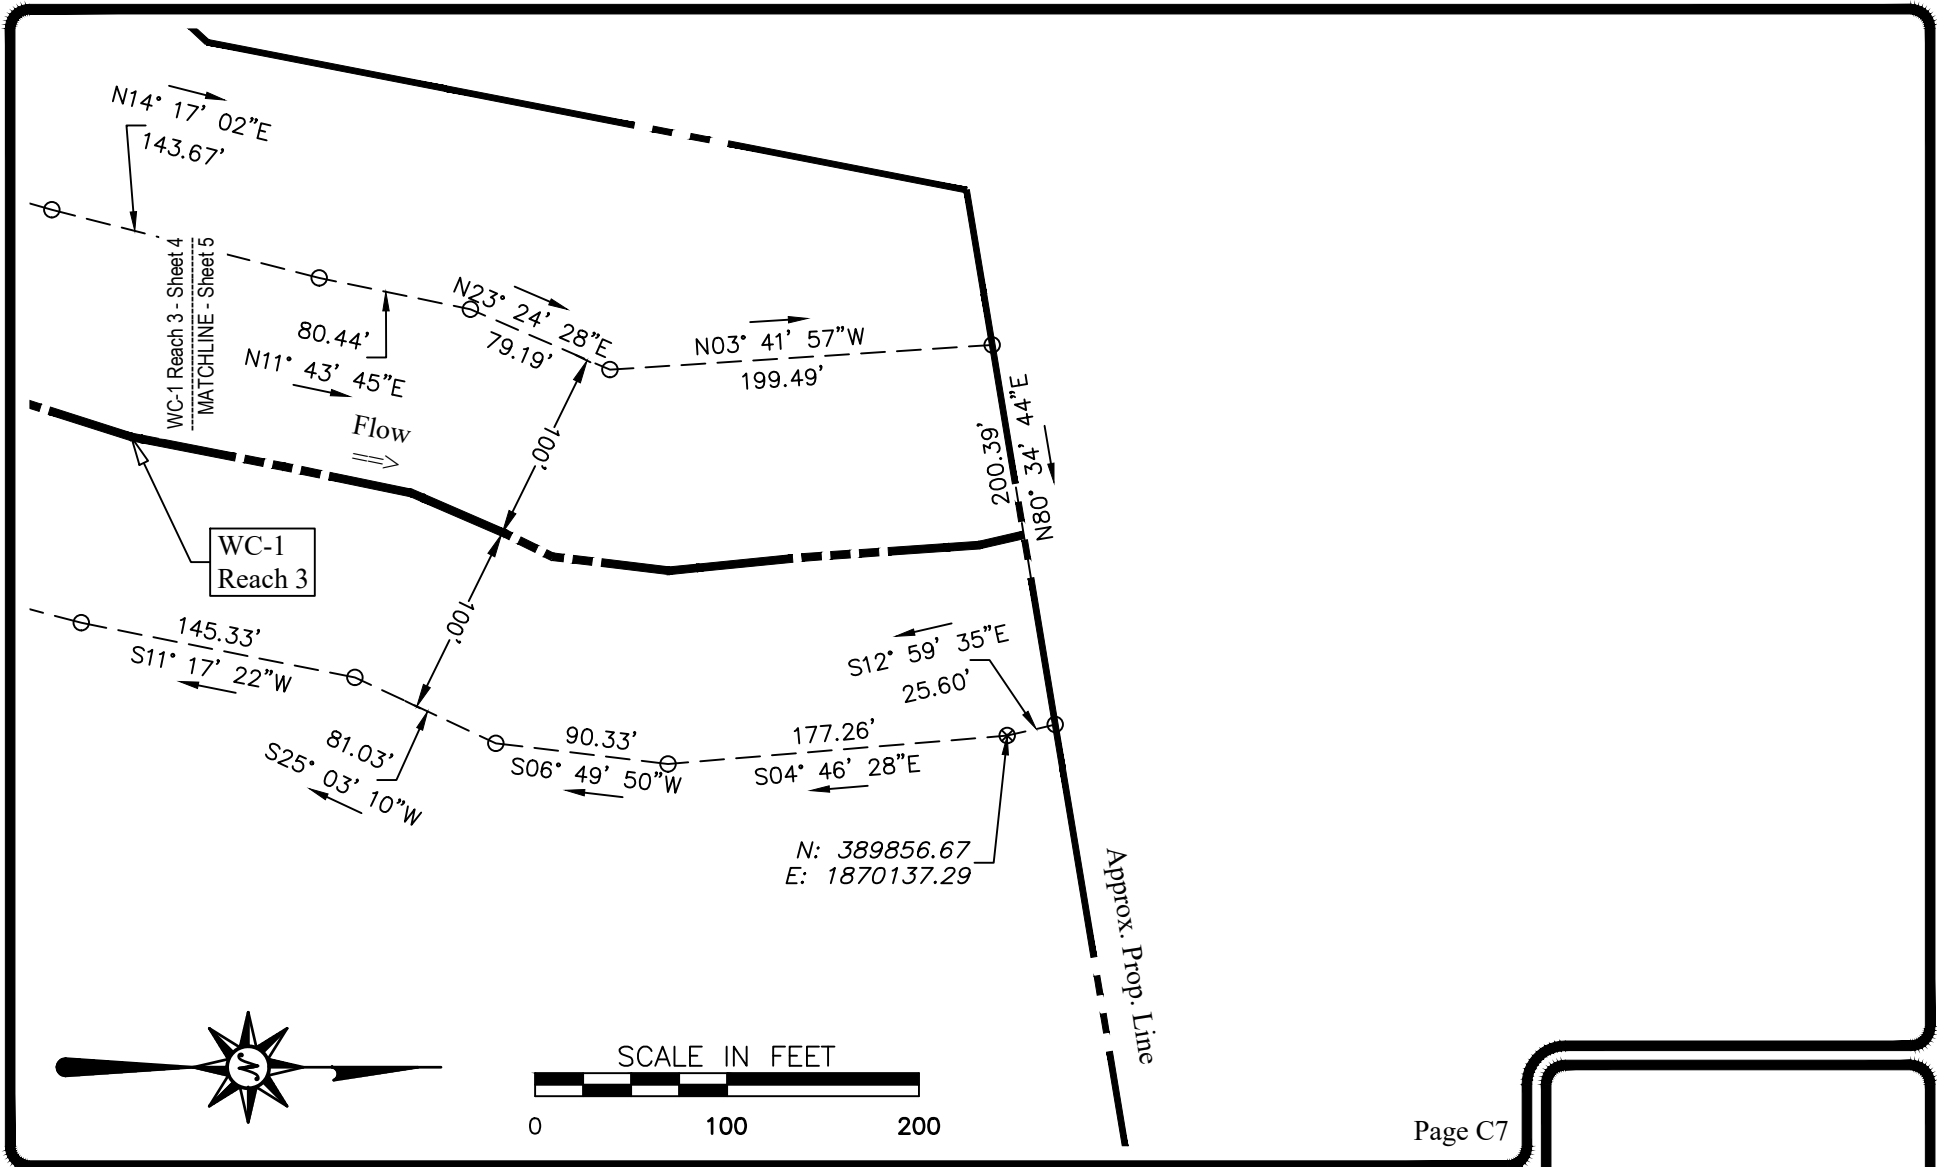 N14° 17' 02"E
143.67'
WC-1 Reach 3 - Sheet 4
MATCHLINE - Sheet 5
80.44'
N11° 43' 45"E
N23° 24' 28"E
79.19'
N03° 41' 57"W
199.49'
200.39'
N80° 34' 44"E
Flow
==>
100'
100'
WC-1
Reach 3
145.33'
S11° 17' 22"W
81.03'
S25° 03' 10"W
90.33'
S06° 49' 50"W
177.26'
S04° 46' 28"E
S12° 59' 35"E
25.60'
N: 389856.67
E: 1870137.29
Approx. Prop. Line
N
SCALE IN FEET
0 100 200
Page C7